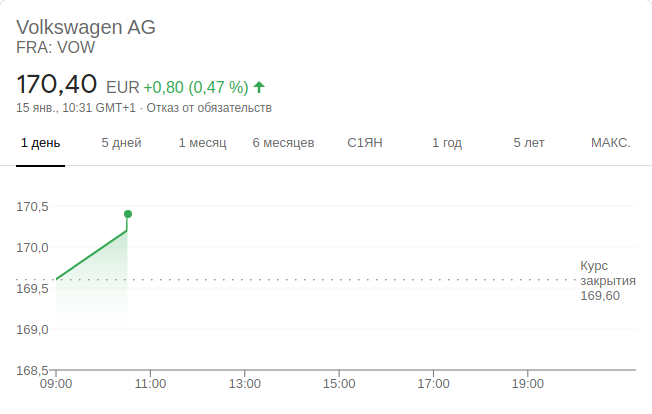 Volkswagen AG
FRA: VOW
170,40 EUR +0,80 (0,47 %)
15 янв., 10:31 GMT+1 · Отказ от обязательств
1 день 5 дней 1 месяц 6 месяцев С1ЯН 1 год 5 лет МАКС.
170,5
170,0
169,5
169,0
168,5
Курс
закрытия
169,60
09:00 11:00 13:00 15:00 17:00 19:00